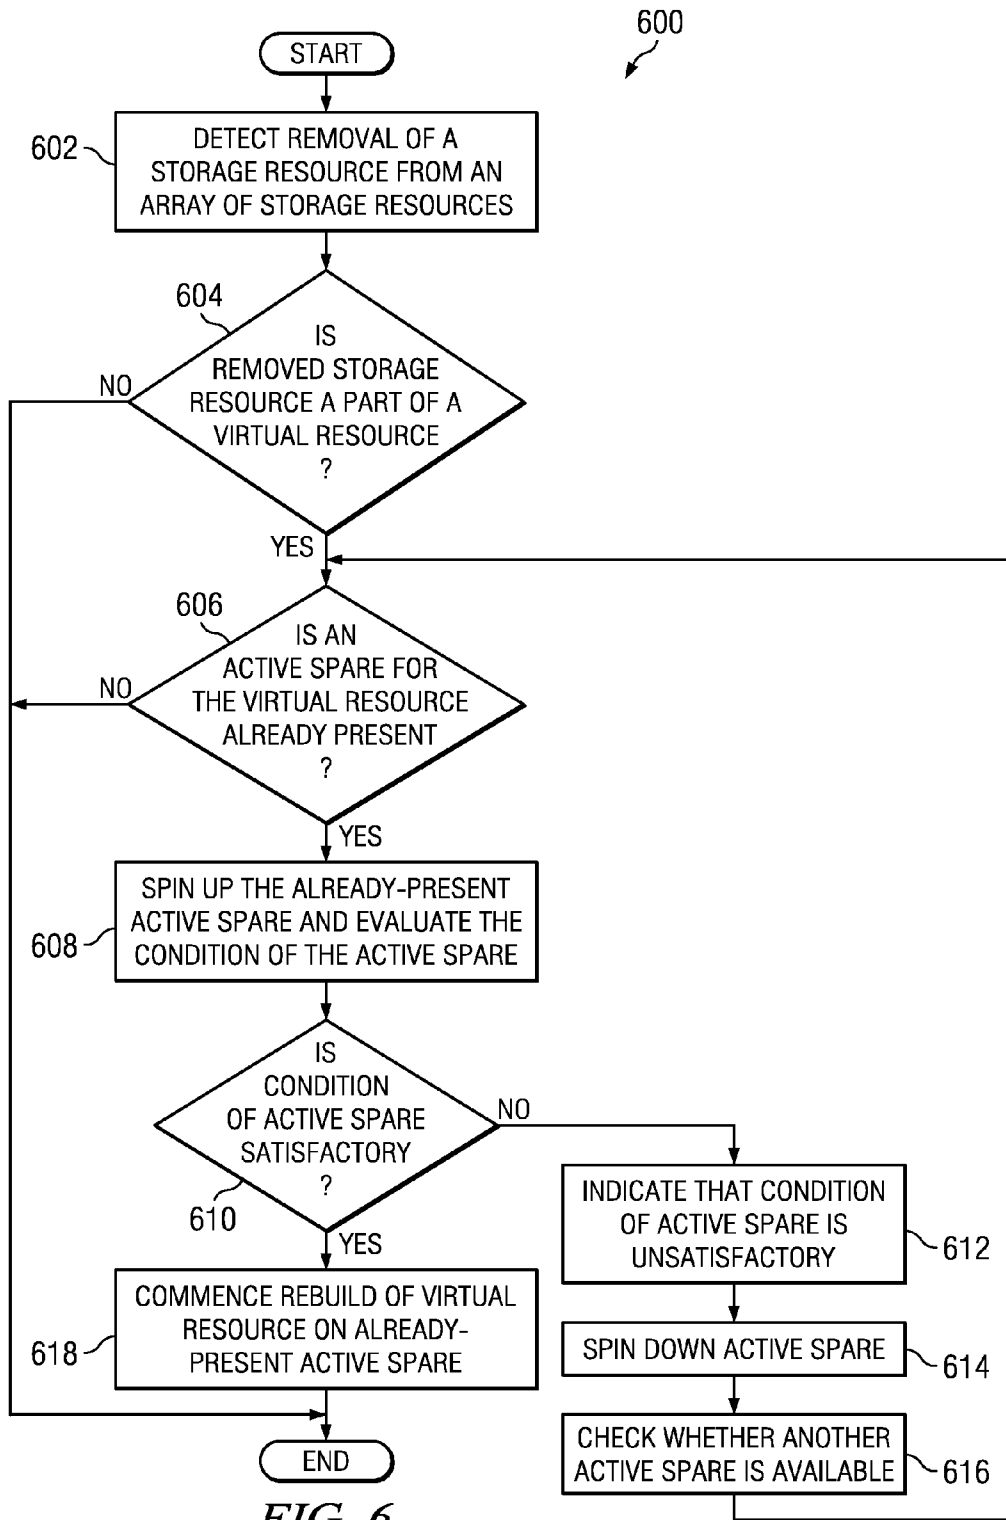 600
START
602
DETECT REMOVAL OF A
STORAGE RESOURCE FROM AN
ARRAY OF STORAGE RESOURCES
604
IS
REMOVED STORAGE
RESOURCE A PART OF A
VIRTUAL RESOURCE
?
NO
YES
606
IS AN
ACTIVE SPARE FOR
THE VIRTUAL RESOURCE
ALREADY PRESENT
?
NO
YES
608
SPIN UP THE ALREADY-PRESENT
ACTIVE SPARE AND EVALUATE THE
CONDITION OF THE ACTIVE SPARE
IS
CONDITION
OF ACTIVE SPARE
SATISFACTORY
?
610
NO
YES
INDICATE THAT CONDITION
OF ACTIVE SPARE IS
UNSATISFACTORY
612
618
COMMENCE REBUILD OF VIRTUAL
RESOURCE ON ALREADY-
PRESENT ACTIVE SPARE
SPIN DOWN ACTIVE SPARE
614
CHECK WHETHER ANOTHER
ACTIVE SPARE IS AVAILABLE
616
END
FIG. 6